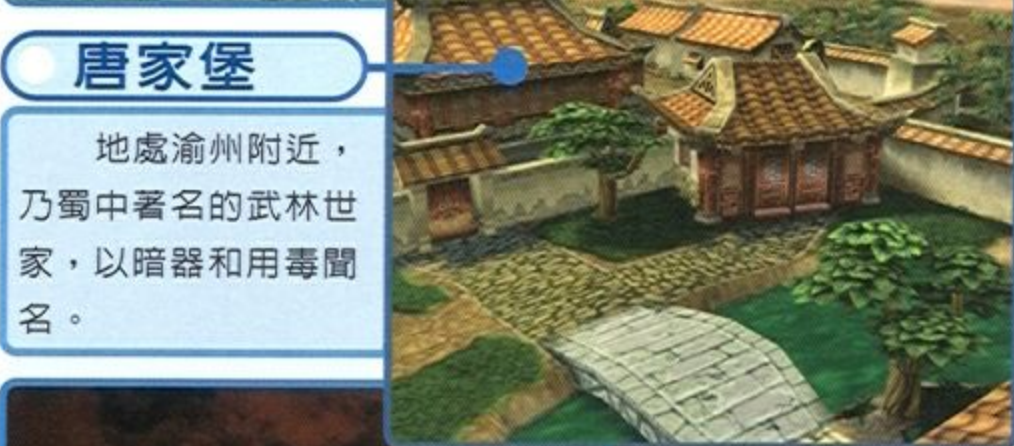 唐家堡
地處渝州附近，
乃蜀中著名的武林世
家，以暗器和用毒聞
名。